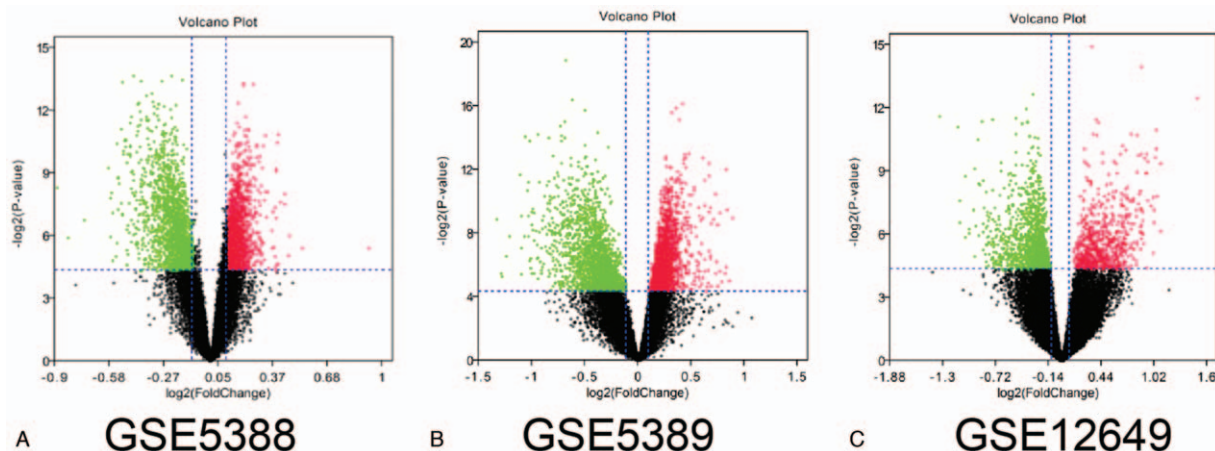 Volcano Plot
15
12
9
6
3
0
-log2(P-value)
-0.9 -0.58 -0.27 0.05 0.37 0.68 1
log2(FoldChange)
A GSE5388
Volcano Plot
20
16
12
8
4
0
-log2(P-value)
-1.5 -1 -0.5 0 0.5 1 1.5
log2(FoldChange)
B GSE5389
Volcano Plot
15
12
9
6
3
0
-log2(P-value)
-1.88 -1.3 -0.72 -0.14 0.44 1.02 1.6
log2(FoldChange)
C GSE12649